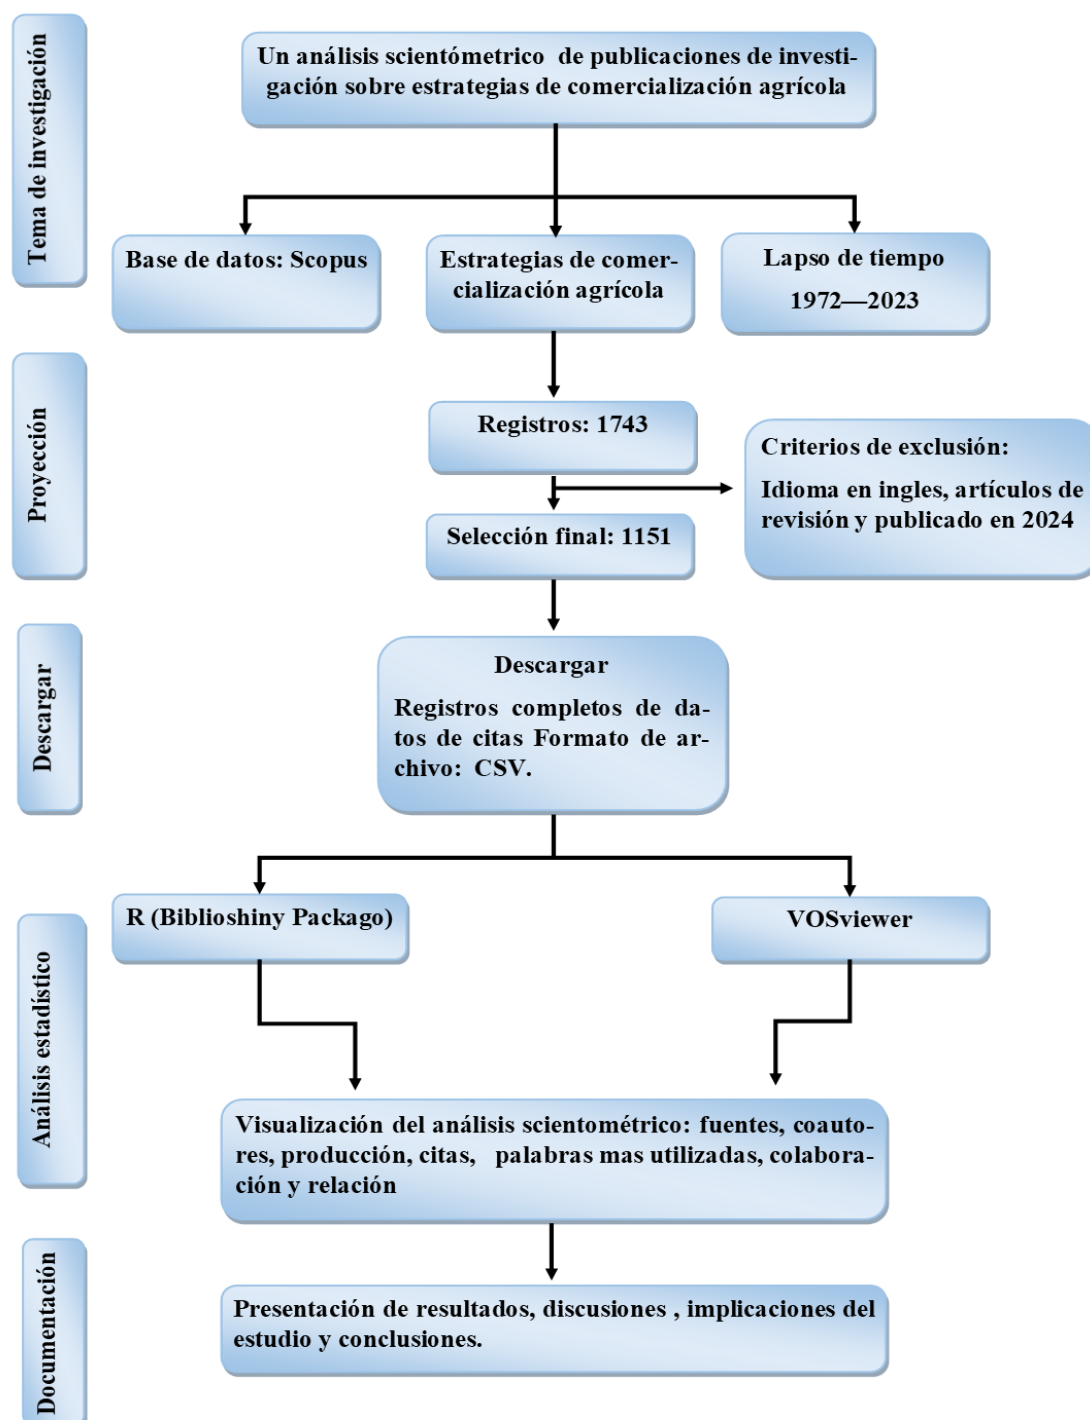 Tema de investigación
Un análisis scientómetrico de publicaciones de investi-
gación sobre estrategias de comercialización agrícola
Base de datos: Scopus
Estrategias de comer-
cialización agrícola
Lapso de tiempo
1972—2023
Proyección
Registros: 1743
Criterios de exclusión:
Idioma en ingles, artículos de
revisión y publicado en 2024
Selección final: 1151
Descargar
Descargar
Registros completos de da-
tos de citas Formato de ar-
chivo: CSV.
Análisis estadístico
R (Biblioshiny Packago)
VOSviewer
Visualización del análisis scientométrico: fuentes, coauto-
res, producción, citas, palabras mas utilizadas, colabora-
ción y relación
Documentación
Presentación de resultados, discusiones , implicaciones del
estudio y conclusiones.